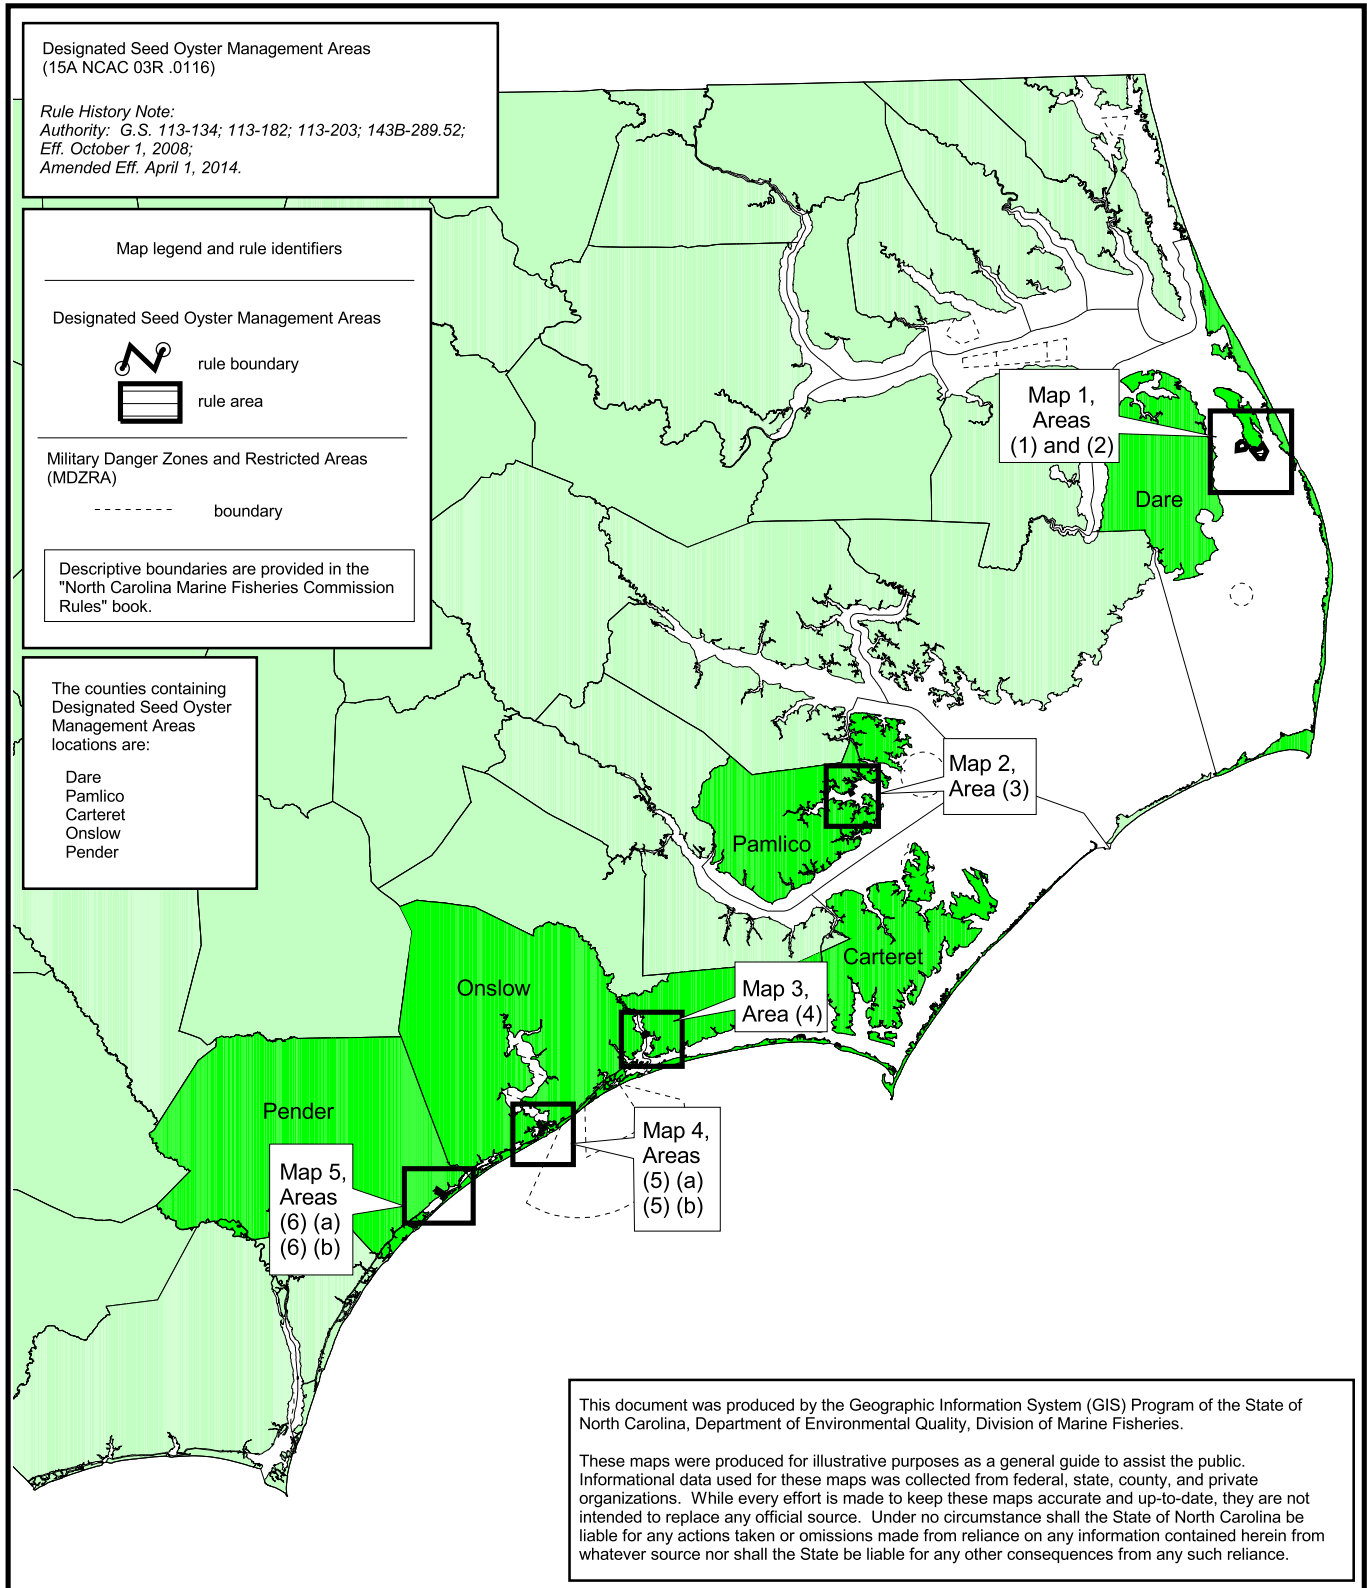 Designated Seed Oyster Management Areas
(15A NCAC 03R .0116)
Rule History Note:
Authority:  G.S. 113-134; 113-182; 113-203; 143B-289.52;
Eff. October 1, 2008;
Amended Eff. April 1, 2014.
Map legend and rule identifiers
Designated Seed Oyster Management Areas
rule boundary
rule area
Military Danger Zones and Restricted Areas
(MDZRA)
boundary
Descriptive boundaries are provided in the
"North Carolina Marine Fisheries Commission
Rules" book.
The counties containing
Designated Seed Oyster
Management Areas
locations are:
Dare
Pamlico
Carteret
Onslow
Pender
Map 1,
Areas
(1) and (2)
Dare
Map 2,
Area (3)
Pamlico
Carteret
Onslow
Map 3,
Area (4)
Pender
Map 4,
Areas
(5) (a)
(5) (b)
Map 5,
Areas
(6) (a)
(6) (b)
This document was produced by the Geographic Information System (GIS) Program of the State of
North Carolina, Department of Environmental Quality, Division of Marine Fisheries.
These maps were produced for illustrative purposes as a general guide to assist the public.
Informational data used for these maps was collected from federal, state, county, and private
organizations.  While every effort is made to keep these maps accurate and up-to-date, they are not
intended to replace any official source.  Under no circumstance shall the State of North Carolina be
liable for any actions taken or omissions made from reliance on any information contained herein from
whatever source nor shall the State be liable for any other consequences from any such reliance.